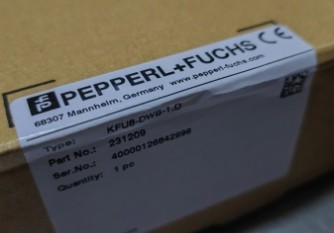 PEPPERL+FUCHS CE
68307 Mannheim, Germany www.pepperl-fuchs.com
Type: KFU8-DWB-1.D
Part No.: 231209
Ser.No.: 40000126842898
Quantity: 1 pc